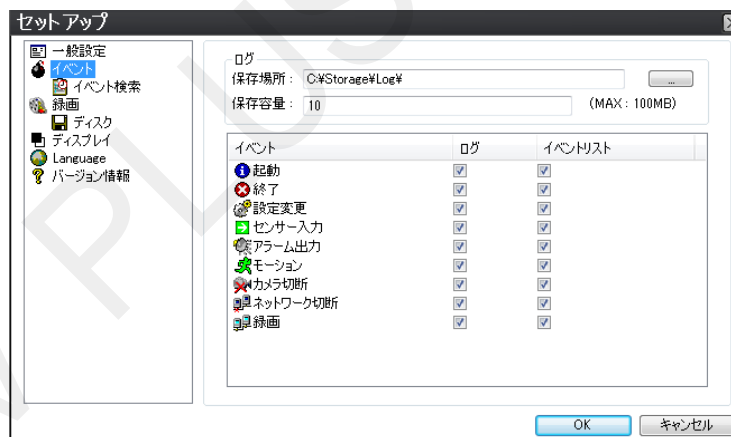 セットアップ
一般設定
イベント
イベント検索
録画
ディスク
ディスプレイ
Language
バージョン情報
ログ
保存場所： C:¥Storage¥Log¥ ...
保存容量： 10 (MAX : 100MB)
イベント ログ イベントリスト
起動
終了
設定変更
センサー入力
アラーム出力
モーション
カメラ切断
ネットワーク切断
録画
OK キャンセル
PLUS